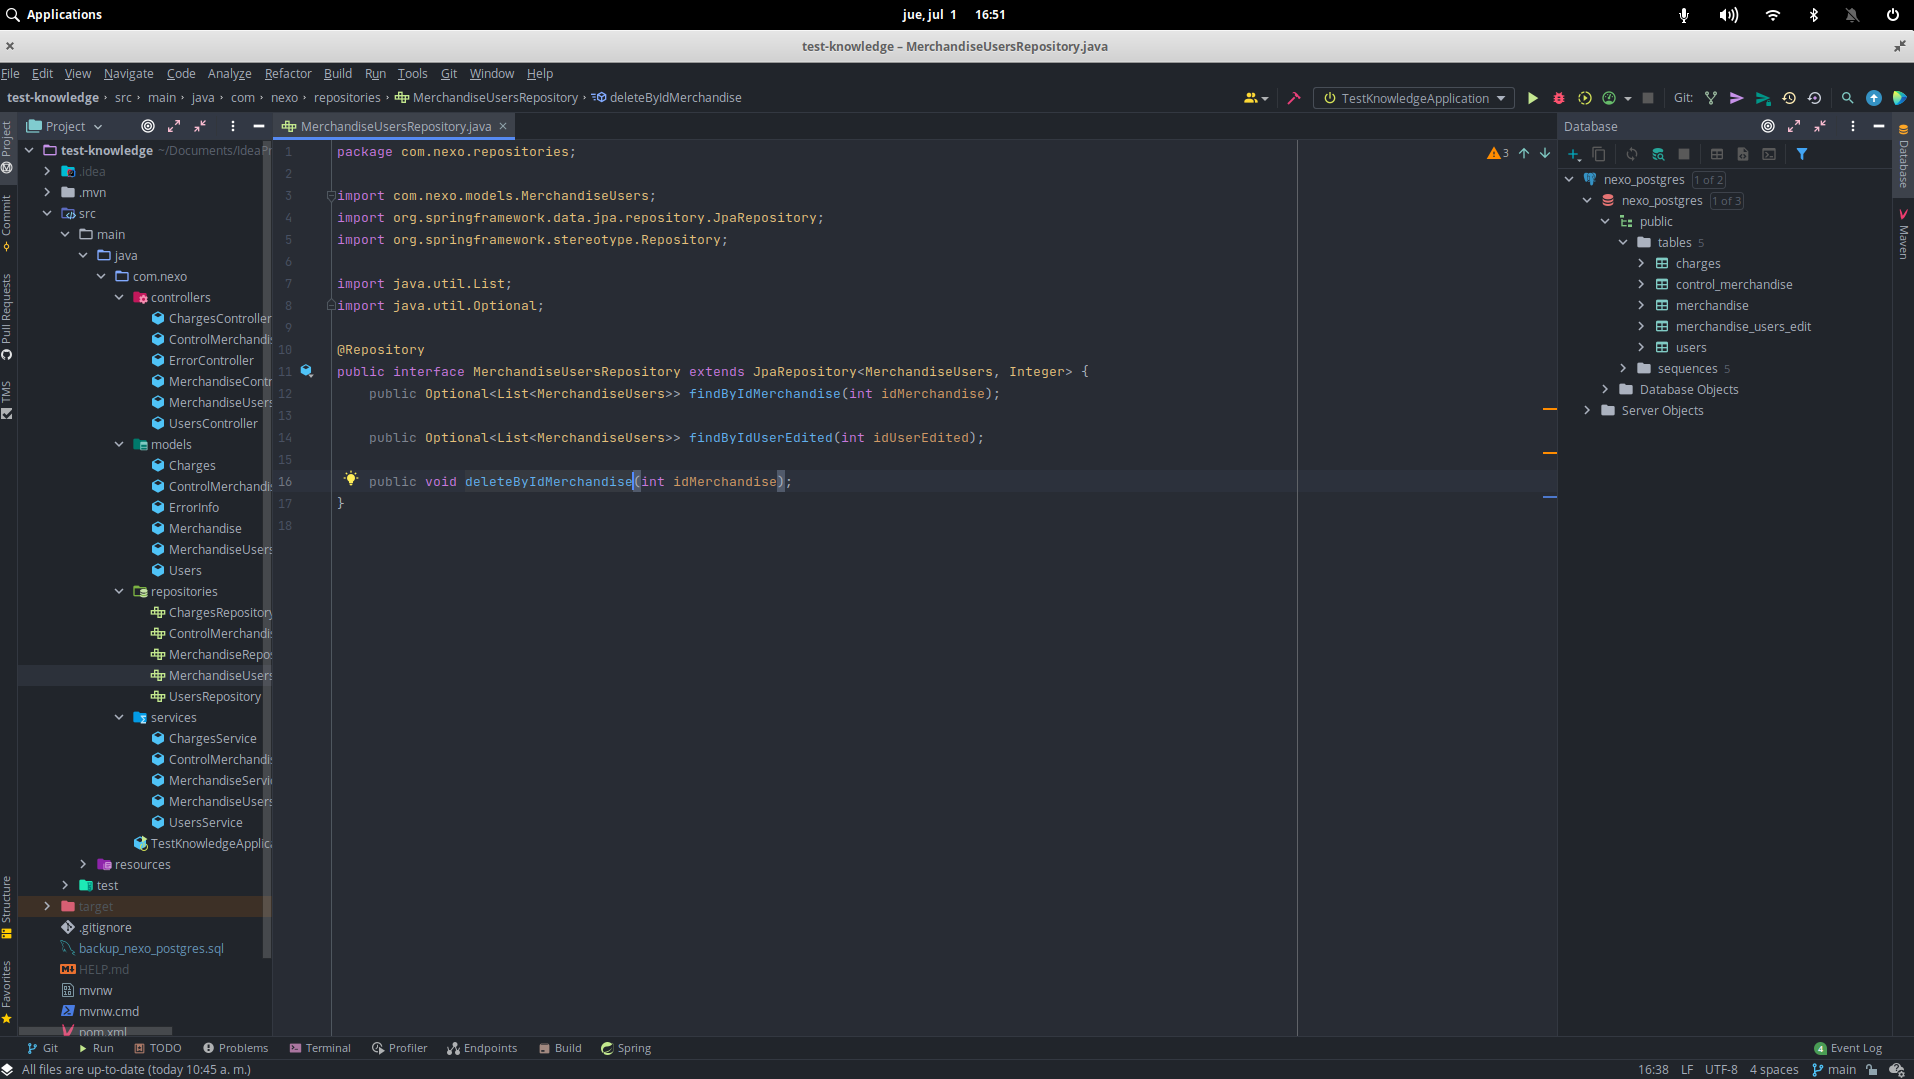 Applications
jue, jul 1 16:51
test-knowledge – MerchandiseUsersRepository.java
File Edit View Navigate Code Analyze Refactor Build Run Tools Git Window Help
test-knowledge › src › main › java › com › nexo › repositories › MerchandiseUsersRepository › deleteByIdMerchandise
TestKnowledgeApplication
Git:
Project
MerchandiseUsersRepository.java
Database
Project
Commit
Pull Requests
TMS
Structure
Favorites
test-knowledge ~/Documents/IdeaPr
.idea
.mvn
src
main
java
com.nexo
controllers
ChargesController
ControlMerchandis
ErrorController
MerchandiseContr
MerchandiseUsers
UsersController
models
Charges
ControlMerchandis
ErrorInfo
Merchandise
MerchandiseUsers
Users
repositories
ChargesRepository
ControlMerchandis
MerchandiseRepos
MerchandiseUsers
UsersRepository
services
ChargesService
ControlMerchandis
MerchandiseServic
MerchandiseUsers
UsersService
TestKnowledgeApplica
resources
test
target
.gitignore
backup_nexo_postgres.sql
HELP.md
mvnw
mvnw.cmd
pom.xml
1 package com.nexo.repositories;
2
3 import com.nexo.models.MerchandiseUsers;
4 import org.springframework.data.jpa.repository.JpaRepository;
5 import org.springframework.stereotype.Repository;
6
7 import java.util.List;
8 import java.util.Optional;
9
10 @Repository
11 public interface MerchandiseUsersRepository extends JpaRepository<MerchandiseUsers, Integer> {
12 public Optional<List<MerchandiseUsers>> findByIdMerchandise(int idMerchandise);
13
14 public Optional<List<MerchandiseUsers>> findByIdUserEdited(int idUserEdited);
15
16 public void deleteByIdMerchandise(int idMerchandise);
17 }
18
3
nexo_postgres 1 of 2
nexo_postgres 1 of 3
public
tables 5
charges
control_merchandise
merchandise
merchandise_users_edit
users
sequences 5
Database Objects
Server Objects
Database
Maven
Git Run TODO Problems Terminal Profiler Endpoints Build Spring
4 Event Log
All files are up-to-date (today 10:45 a. m.)
16:38 LF UTF-8 4 spaces main